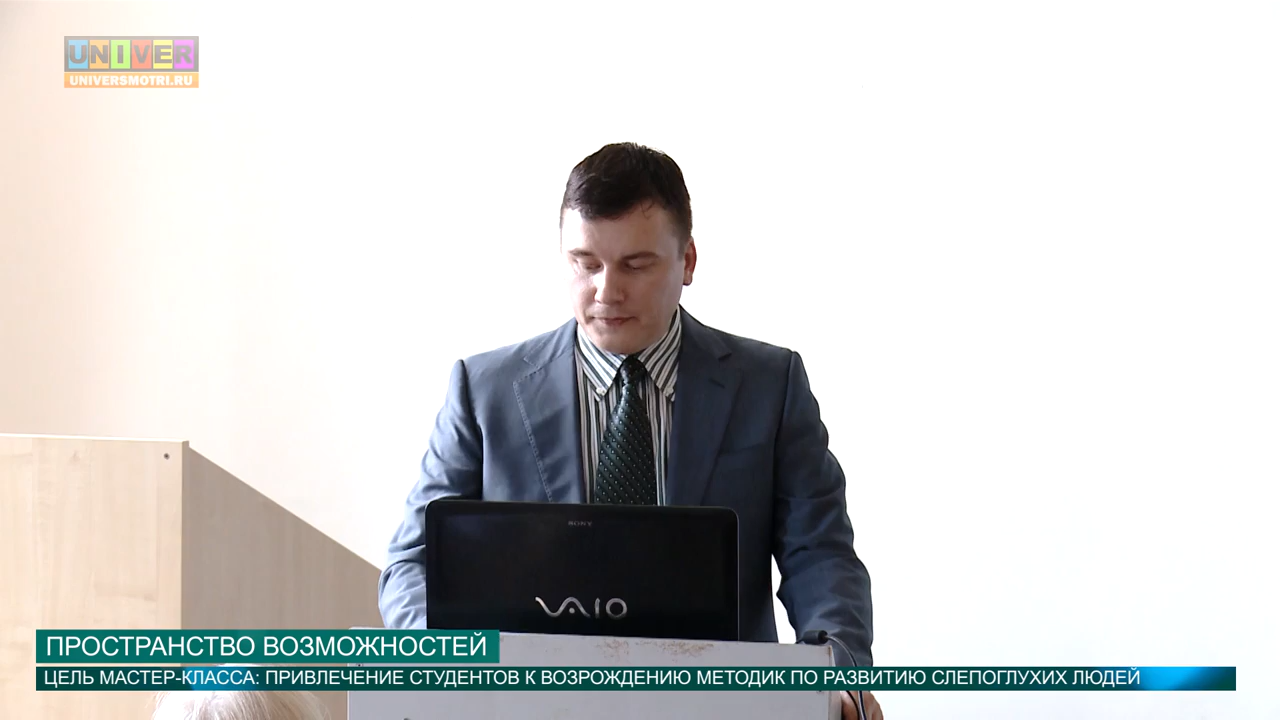 UNIVER
UNIVERSMOTRI.RU
SONY
VAIO
ПРОСТРАНСТВО ВОЗМОЖНОСТЕЙ
ЦЕЛЬ МАСТЕР-КЛАССА: ПРИВЛЕЧЕНИЕ СТУДЕНТОВ К ВОЗРОЖДЕНИЮ МЕТОДИК ПО РАЗВИТИЮ СЛЕПОГЛУХИХ ЛЮДЕЙ